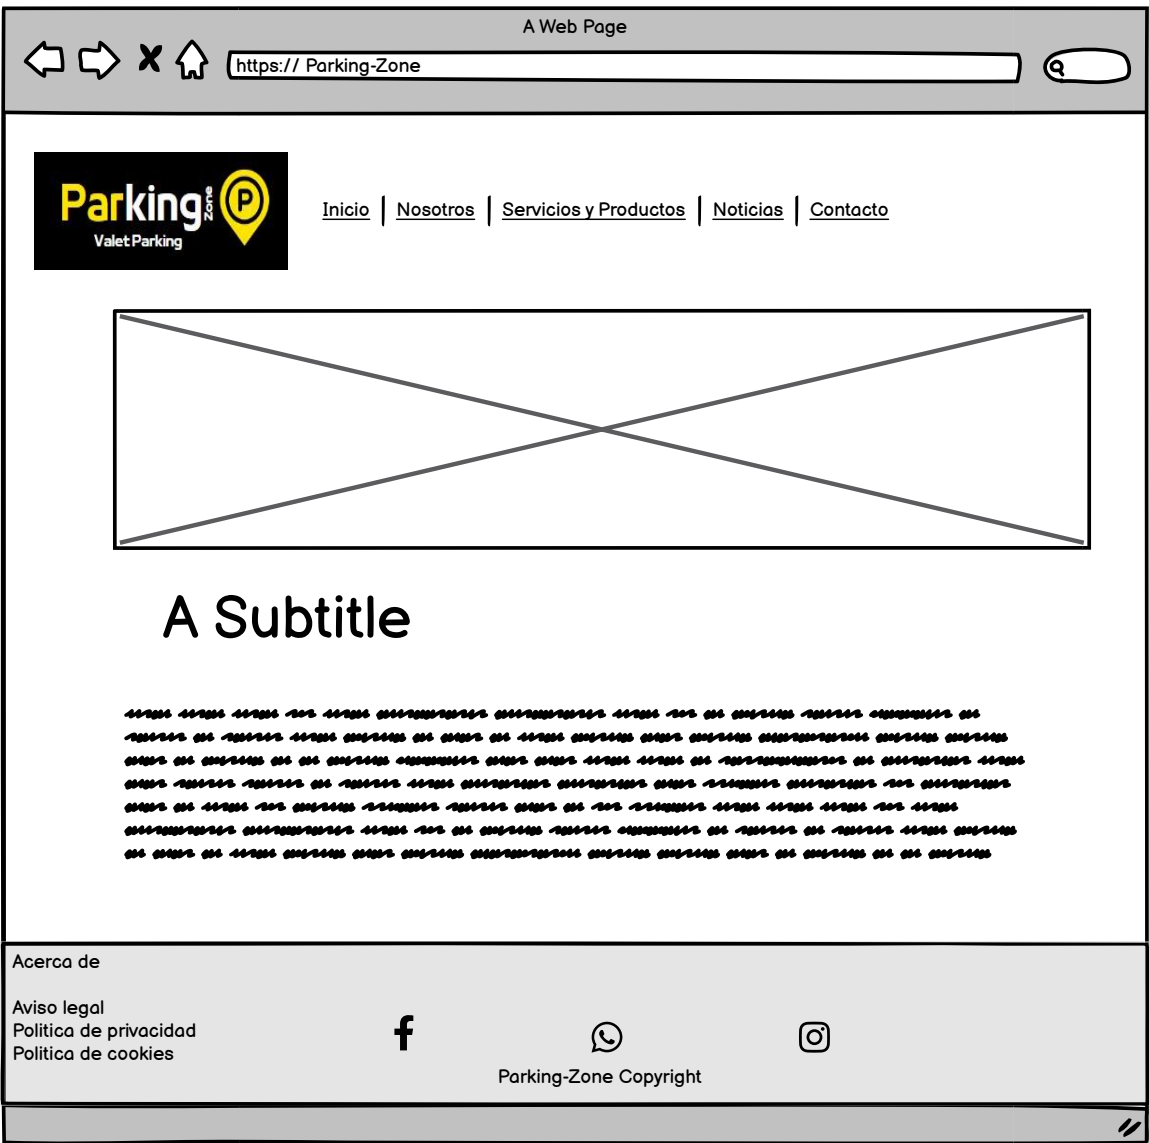 A Web Page
https:// Parking-Zone
Parking Zone P
Valet Parking
Inicio | Nosotros | Servicios y Productos | Noticias | Contacto
A Subtitle
Acerca de
Aviso legal
Politica de privacidad
Politica de cookies
Parking-Zone Copyright